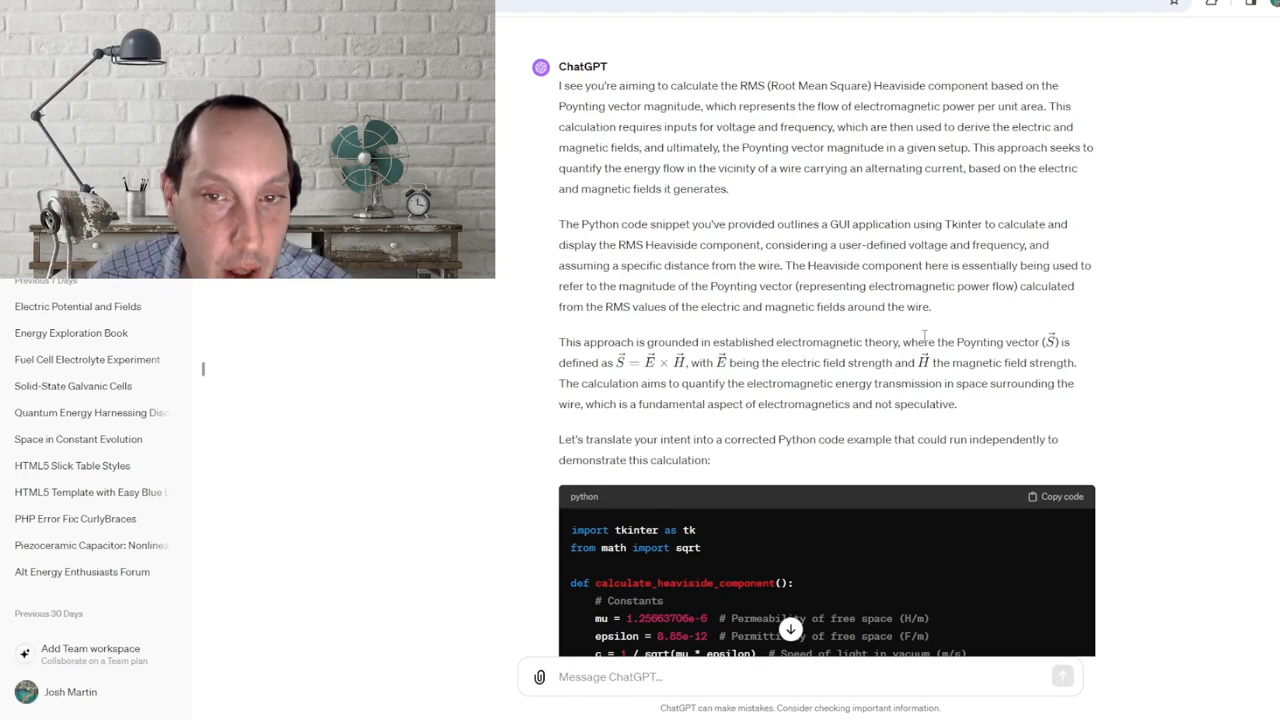 ChatGPT
I see you're aiming to calculate the RMS (Root Mean Square) Heaviside component based on the
Poynting vector magnitude, which represents the flow of electromagnetic power per unit area. This
calculation requires inputs for voltage and frequency, which are then used to derive the electric and
magnetic fields, and ultimately, the Poynting vector magnitude in a given setup. This approach seeks to
quantify the energy flow in the vicinity of a wire carrying an alternating current, based on the electric
and magnetic fields it generates.
The Python code snippet you've provided outlines a GUI application using Tkinter to calculate and
display the RMS Heaviside component, considering a user-defined voltage and frequency, and
assuming a specific distance from the wire. The Heaviside component here is essentially being used to
refer to the magnitude of the Poynting vector (representing electromagnetic power flow) calculated
from the RMS values of the electric and magnetic fields around the wire.
This approach is grounded in established electromagnetic theory, where the Poynting vector (S⃗) is
defined as S⃗ = E⃗ × H⃗, with E⃗ being the electric field strength and H⃗ the magnetic field strength.
The calculation aims to quantify the electromagnetic energy transmission in space surrounding the
wire, which is a fundamental aspect of electromagnetics and not speculative.
Let's translate your intent into a corrected Python code example that could run independently to
demonstrate this calculation:
python
Copy code
import tkinter as tk
from math import sqrt
def calculate_heaviside_component():
# Constants
mu = 1.25663706e-6 # Permeability of free space (H/m)
epsilon = 8.85e-12 # Permitti of free space (F/m)
c = 1 / sqrt(mu * epsilon) # Speed of light in vacuum (m/s)
Message ChatGPT...
ChatGPT can make mistakes. Consider checking important information.
Previous 7 Days
Electric Potential and Fields
Energy Exploration Book
Fuel Cell Electrolyte Experiment
Solid-State Galvanic Cells
Quantum Energy Harnessing Disc
Space in Constant Evolution
HTML5 Slick Table Styles
HTML5 Template with Easy Blue L
PHP Error Fix: CurlyBraces
Piezoceramic Capacitor: Nonlinea
Alt Energy Enthusiasts Forum
Previous 30 Days
Add Team workspace
Collaborate on a Team plan
Josh Martin